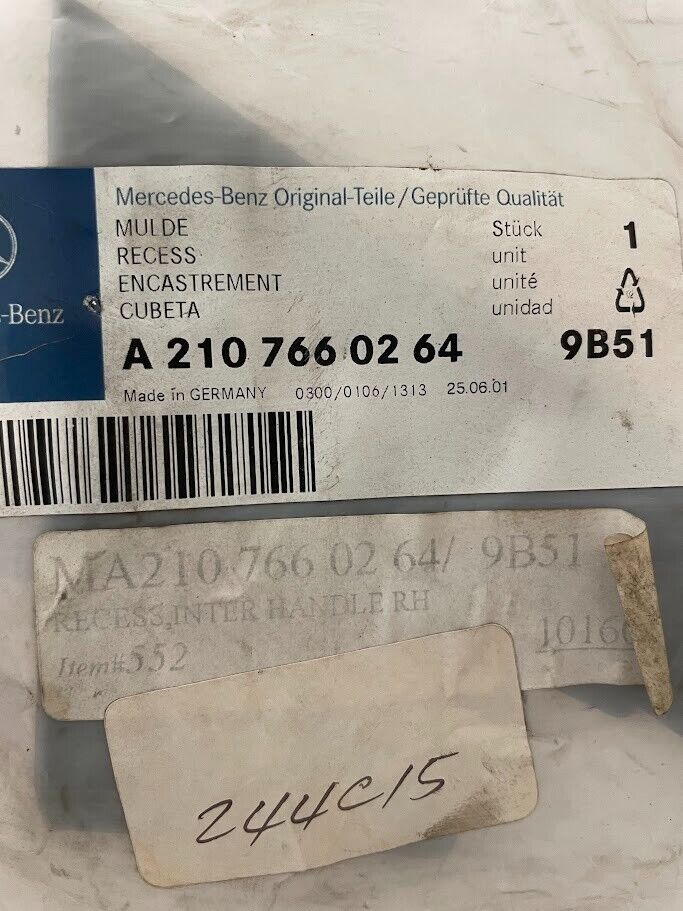 Mercedes-Benz Original-Teile/Geprüfte Qualität
MULDE Stück 1
RECESS unit
ENCASTREMENT unité
CUBETA unidad
-Benz
A 210 766 02 64 9B51
Made in GERMANY 0300/0106/1313 25.06.01
MA210 766 02 64/ 9B51
RECESS,INTER HANDLE RH
Item#552 1016
244C15